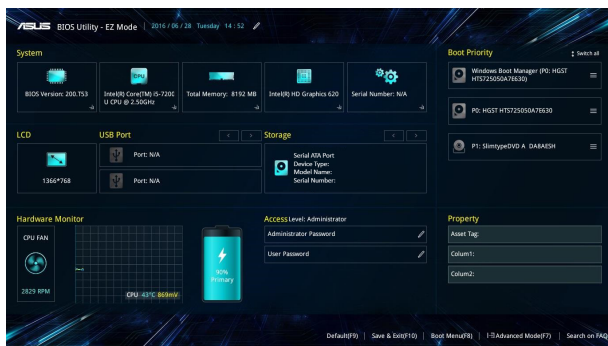 ASUS BIOS Utility - EZ Mode | 2016 / 06 / 28 Tuesday 14 : 52
System
BIOS Version: 200.T53
CPU
Intel(R) Core(TM) i5-7200
U CPU @ 2.50GHz
Total Memory: 8192 MB
Intel(R) HD Graphics 620
Serial Number: N/A
Boot Priority
Switch all
Windows Boot Manager (P0: HGST
HTS725050A7E630)
P0: HGST HTS725050A7E630
P1: SlimtypeDVD A DA8AESH
LCD
1366*768
USB Port
< >
Port: N/A
Port: N/A
Storage
< >
Serial ATA Port
Device Type:
Model Name:
Serial Number:
Hardware Monitor
CPU FAN
2829 RPM
CPU 43°C 869mV
90%
Primary
Access Level: Administrator
Administrator Password
User Password
Property
Asset Tag:
Colum1:
Colum2:
Default(F9) | Save & Exit(F10) | Boot Menu(F8) | Advanced Mode(F7) | Search on FAQ